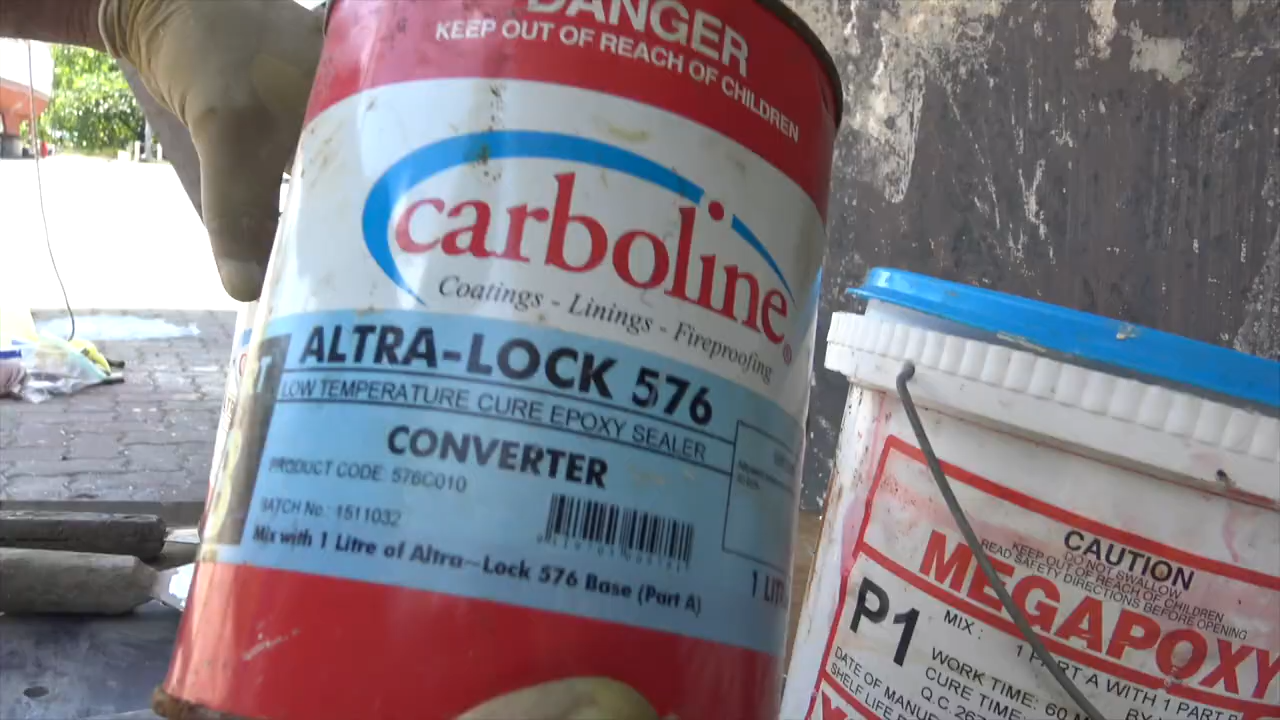 DANGER
KEEP OUT OF REACH OF CHILDREN
carboline®
Coatings - Linings - Fireproofing
ALTRA-LOCK 576
LOW TEMPERATURE CURE EPOXY SEALER
CONVERTER
PRODUCT CODE: 576C010
BATCH No.: 1511032
Mix with 1 Litre of Altra-Lock 576 Base (Part A)
CAUTION
DO NOT SWALLOW
KEEP OUT OF REACH OF CHILDREN
READ SAFETY DIRECTIONS BEFORE OPENING
MEGAPOXY
P1
MIX :
1 PART A WITH 1 PART
BY
WORK TIME: 60
CURE TIME:
DATE OF
Q.C.
SHELF LIFE